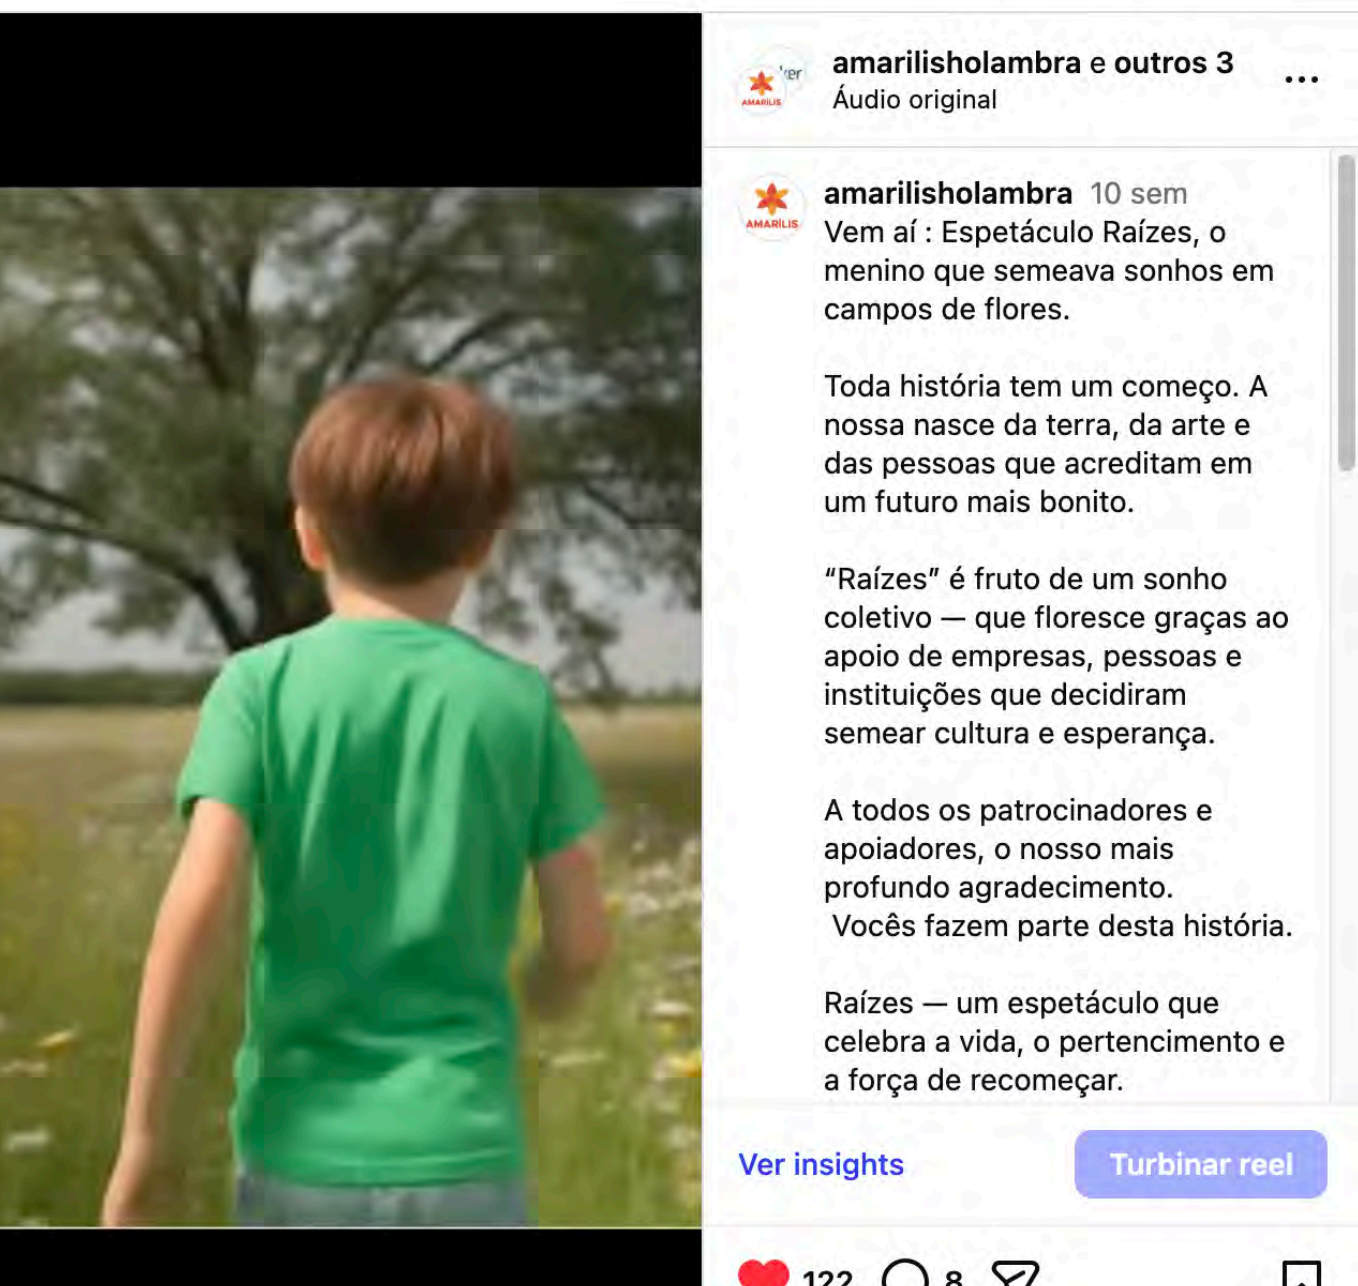 amarilisholambra e outros 3
Áudio original
AMARÍLIS
amarilisholambra 10 sem
AMARÍLIS
Vem aí : Espetáculo Raízes, o
menino que semeava sonhos em
campos de flores.
Toda história tem um começo. A
nossa nasce da terra, da arte e
das pessoas que acreditam em
um futuro mais bonito.
“Raízes” é fruto de um sonho
coletivo — que floresce graças ao
apoio de empresas, pessoas e
instituições que decidiram
semear cultura e esperança.
A todos os patrocinadores e
apoiadores, o nosso mais
profundo agradecimento.
Vocês fazem parte desta história.
Raízes — um espetáculo que
celebra a vida, o pertencimento e
a força de recomeçar.
Ver insights
Turbinar reel
122 8